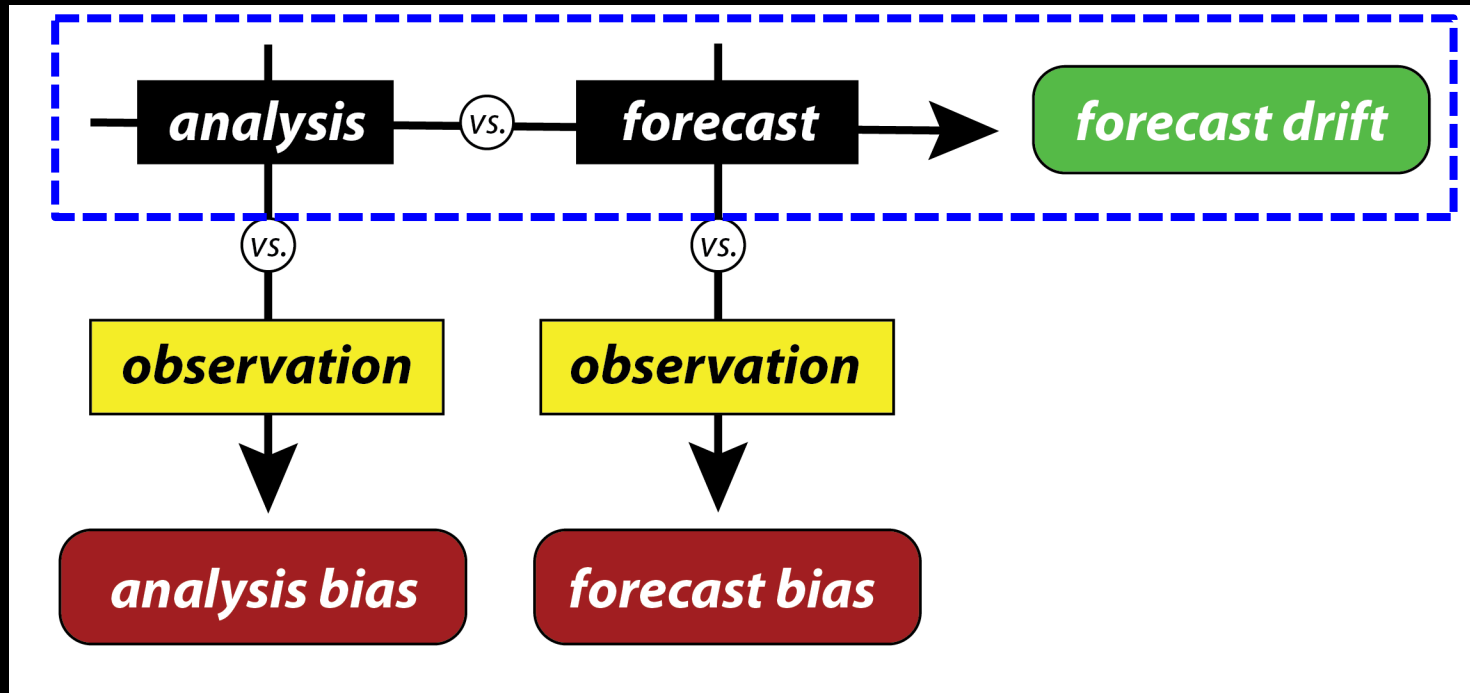 analysis vs. forecast forecast drift
vs. vs.
observation observation
analysis bias forecast bias